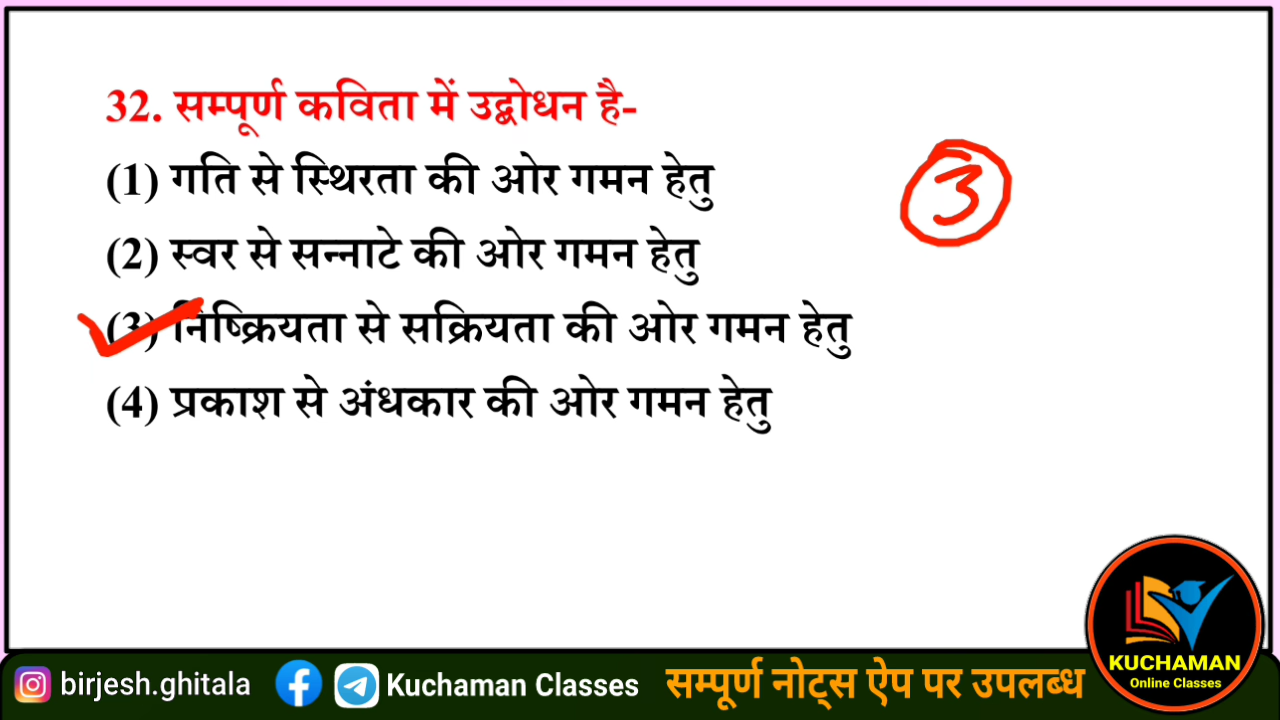 32. सम्पूर्ण कविता में उद्बोधन है-
(1) गति से स्थिरता की ओर गमन हेतु
3
(2) स्वर से सन्नाटे की ओर गमन हेतु
(3) निष्क्रियता से सक्रियता की ओर गमन हेतु
(4) प्रकाश से अंधकार की ओर गमन हेतु
birjesh.ghitala Kuchaman Classes सम्पूर्ण नोट्स ऐप पर उपलब्ध
KUCHAMAN
Online Classes